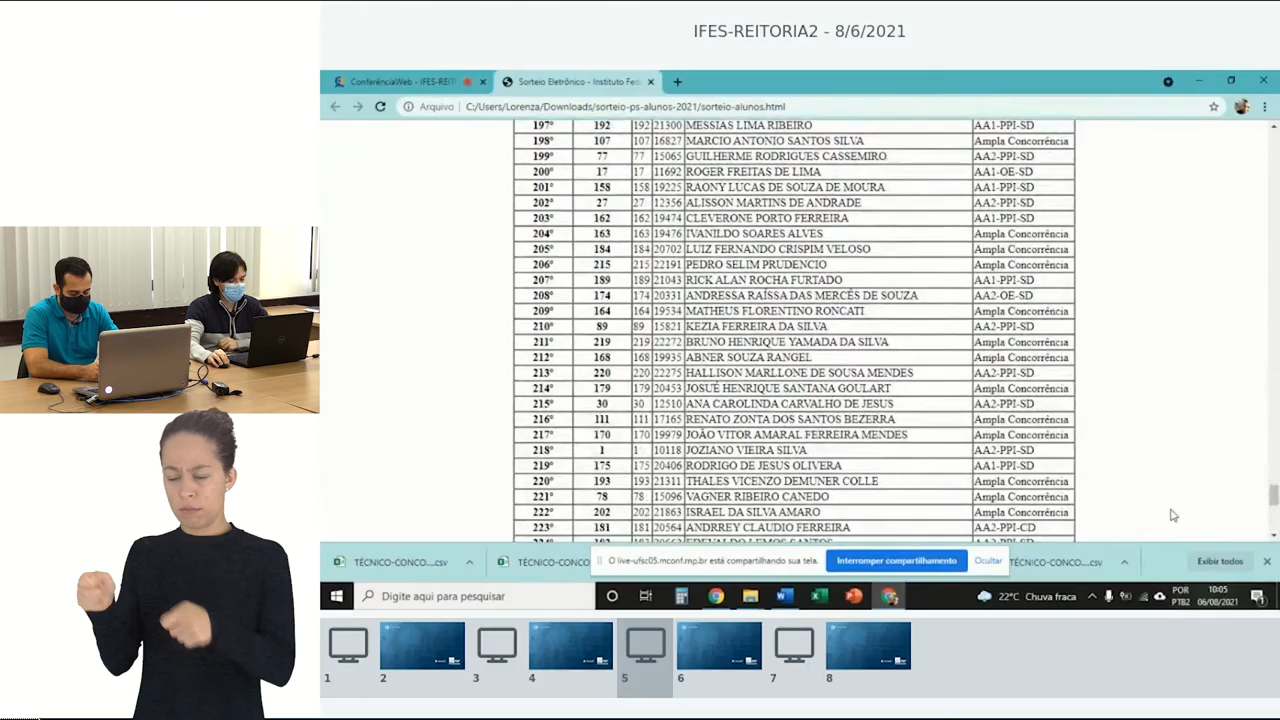 IFES-REITORIA2 - 8/6/2021
ConferênciaWeb - IFES-REIT
Sorteio Eletrônico - Instituto Fed
Arquivo C:/Users/Lorenza/Downloads/sorteio-ps-alunos-2021/sorteio-alunos.html
197º 192 192 21300 MESSIAS LIMA RIBEIRO AA1-PPI-SD
198º 107 107 16827 MARCIO ANTONIO SANTOS SILVA Ampla Concorrência
199º 77 77 15065 GUILHERME RODRIGUES CASSEMIRO AA2-PPI-SD
200º 17 17 11692 ROGER FREITAS DE LIMA AA1-OE-SD
201º 158 158 19225 RAONY LUCAS DE SOUZA DE MOURA AA1-PPI-SD
202º 27 27 12356 ALISSON MARTINS DE ANDRADE AA2-PPI-SD
203º 162 162 19474 CLEVERONE PORTO FERREIRA AA1-PPI-SD
204º 163 163 19476 IVANILDO SOARES ALVES Ampla Concorrência
205º 184 184 20702 LUIZ FERNANDO CRISPIM VELOSO Ampla Concorrência
206º 215 215 22191 PEDRO SELIM PRUDENCIO Ampla Concorrência
207º 189 189 21043 RICK ALAN ROCHA FURTADO AA1-PPI-SD
208º 174 174 20331 ANDRESSA RAÍSSA DAS MERCÊS DE SOUZA AA2-OE-SD
209º 164 164 19534 MATHEUS FLORENTINO RONCATI Ampla Concorrência
210º 89 89 15821 KEZIA FERREIRA DA SILVA AA2-PPI-SD
211º 219 219 22272 BRUNO HENRIQUE YAMADA DA SILVA Ampla Concorrência
212º 168 168 19935 ABNER SOUZA RANGEL Ampla Concorrência
213º 220 220 22275 HALLISON MARLLONE DE SOUSA MENDES AA2-PPI-SD
214º 179 179 20453 JOSUÉ HENRIQUE SANTANA GOULART Ampla Concorrência
215º 30 30 12510 ANA CAROLINDA CARVALHO DE JESUS AA2-PPI-SD
216º 111 111 17165 RENATO ZONTA DOS SANTOS BEZERRA Ampla Concorrência
217º 170 170 19979 JOÃO VITOR AMARAL FERREIRA MENDES Ampla Concorrência
218º 1 1 10118 JOZIANO VIEIRA SILVA AA2-PPI-SD
219º 175 175 20406 RODRIGO DE JESUS OLIVERA AA1-PPI-SD
220º 193 193 21311 THALES VICENZO DEMUNER COLLE Ampla Concorrência
221º 78 78 15096 VAGNER RIBEIRO CANEDO Ampla Concorrência
222º 202 202 21863 ISRAEL DA SILVA AMARO Ampla Concorrência
223º 181 181 20564 ANDRREY CLAUDIO FERREIRA AA2-PPI-CD
TÉCNICO-CONCO....csv
TÉCNICO-CON
O live-ufsc05.mconf.rnp.br está compartilhando sua tela.
Interromper compartilhamento
Ocultar
TÉCNICO-CONCO....csv
Exibir todos
Digite aqui para pesquisar
22°C Chuva fraca
POR
PTB2
10:05
06/08/2021
1 2 3 4 5 6 7 8